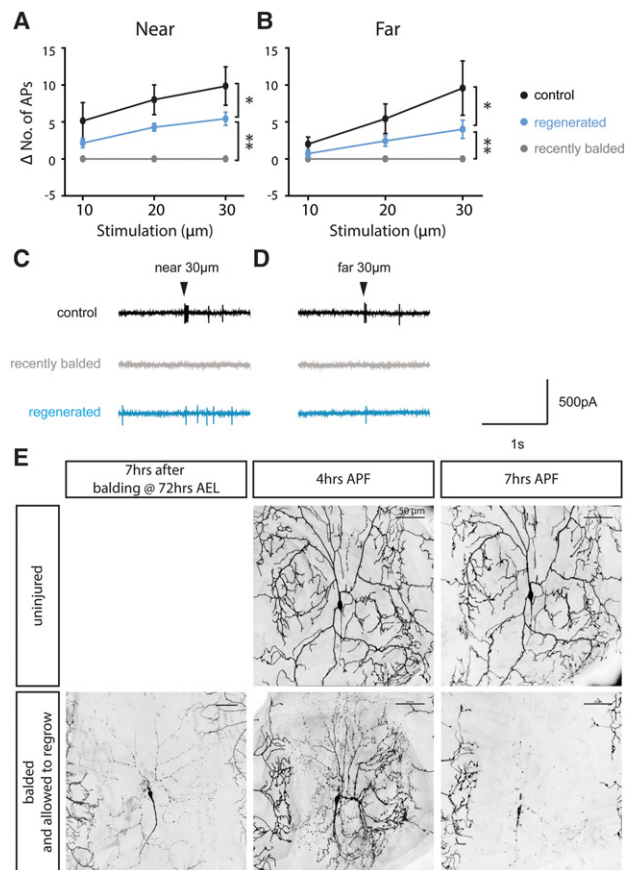 A
Near
B
Far
Δ No. of APs
15
10
5
0
-5
10 20 30
Stimulation (μm)
*
**
15
10
5
0
-5
10 20 30
Stimulation (μm)
*
**
control
regenerated
recently balded
C
near 30μm
D
far 30μm
control
recently balded
regenerated
500pA
1s
E
7hrs after
balding @ 72hrs AEL
4hrs APF
7hrs APF
uninjured
50 μm
balded
and allowed to regrow